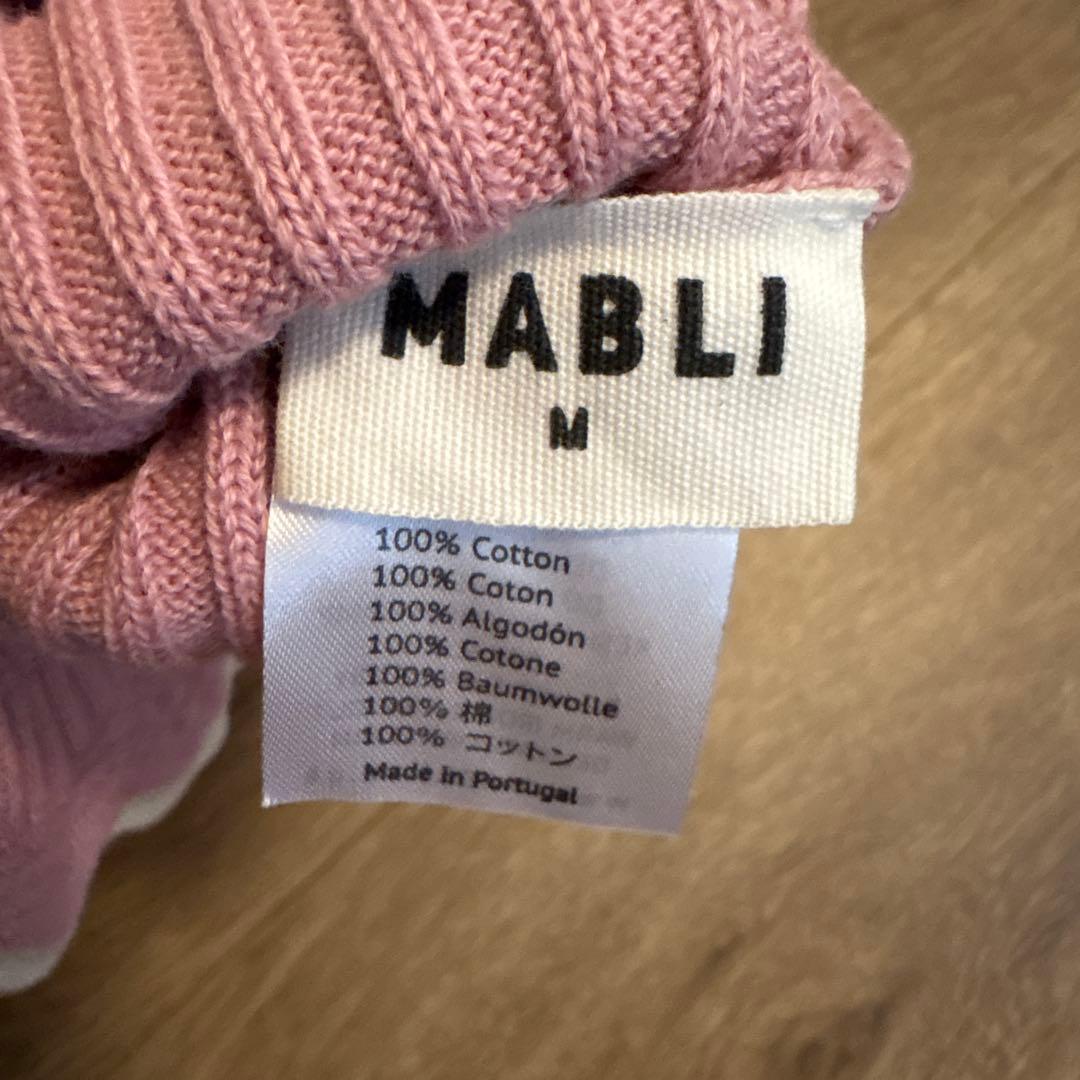 MABLI
M
100% Cotton
100% Coton
100% Algodón
100% Cotone
100% Baumwolle
100% 棉
100% コットン
Made in Portugal